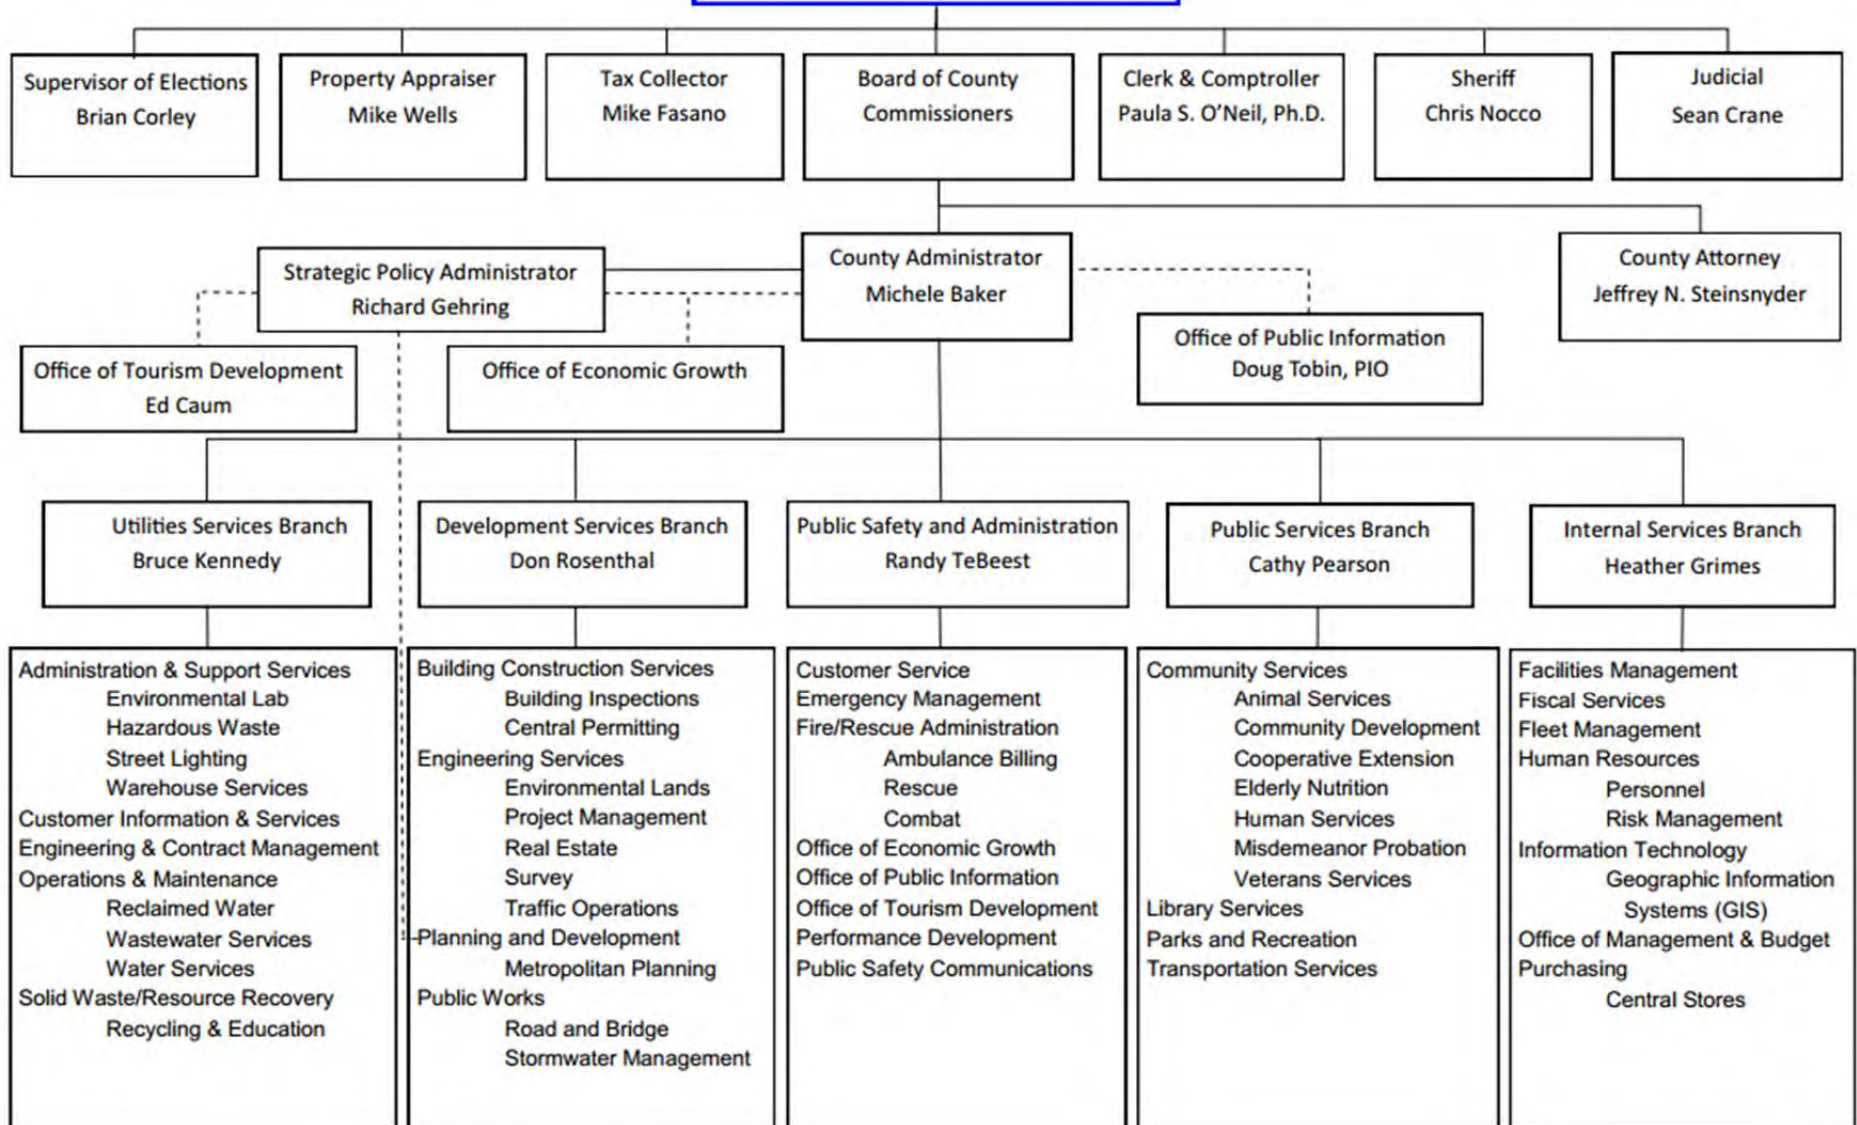 Supervisor of Elections
Brian Corley
Property Appraiser
Mike Wells
Tax Collector
Mike Fasano
Board of County
Commissioners
Clerk & Comptroller
Paula S. O’Neil, Ph.D.
Sheriff
Chris Nocco
Judicial
Sean Crane
Strategic Policy Administrator
Richard Gehring
County Administrator
Michele Baker
County Attorney
Jeffrey N. Steinsnyder
Office of Tourism Development
Ed Caum
Office of Economic Growth
Office of Public Information
Doug Tobin, PIO
Utilities Services Branch
Bruce Kennedy
Development Services Branch
Don Rosenthal
Public Safety and Administration
Randy TeBeest
Public Services Branch
Cathy Pearson
Internal Services Branch
Heather Grimes
Administration & Support Services
Environmental Lab
Hazardous Waste
Street Lighting
Warehouse Services
Customer Information & Services
Engineering & Contract Management
Operations & Maintenance
Reclaimed Water
Wastewater Services
Water Services
Solid Waste/Resource Recovery
Recycling & Education
Building Construction Services
Building Inspections
Central Permitting
Engineering Services
Environmental Lands
Project Management
Real Estate
Survey
Traffic Operations
Planning and Development
Metropolitan Planning
Public Works
Road and Bridge
Stormwater Management
Customer Service
Emergency Management
Fire/Rescue Administration
Ambulance Billing
Rescue
Combat
Office of Economic Growth
Office of Public Information
Office of Tourism Development
Performance Development
Public Safety Communications
Community Services
Animal Services
Community Development
Cooperative Extension
Elderly Nutrition
Human Services
Misdemeanor Probation
Veterans Services
Library Services
Parks and Recreation
Transportation Services
Facilities Management
Fiscal Services
Fleet Management
Human Resources
Personnel
Risk Management
Information Technology
Geographic Information
Systems (GIS)
Office of Management & Budget
Purchasing
Central Stores